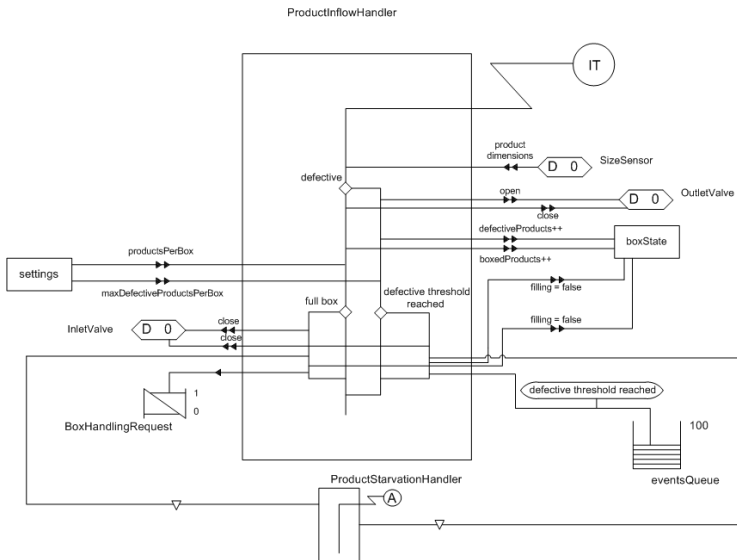 ProductInflowHandler
IT
product
dimensions
D 0
SizeSensor
defective
open
D 0
OutletValve
close
productsPerBox
defectiveProducts++
boxState
settings
boxedProducts++
maxDefectiveProductsPerBox
full box
defective threshold
reached
filling = false
InletValve
D 0
close
close
filling = false
1
0
BoxHandlingRequest
defective threshold reached
100
eventsQueue
ProductStarvationHandler
A